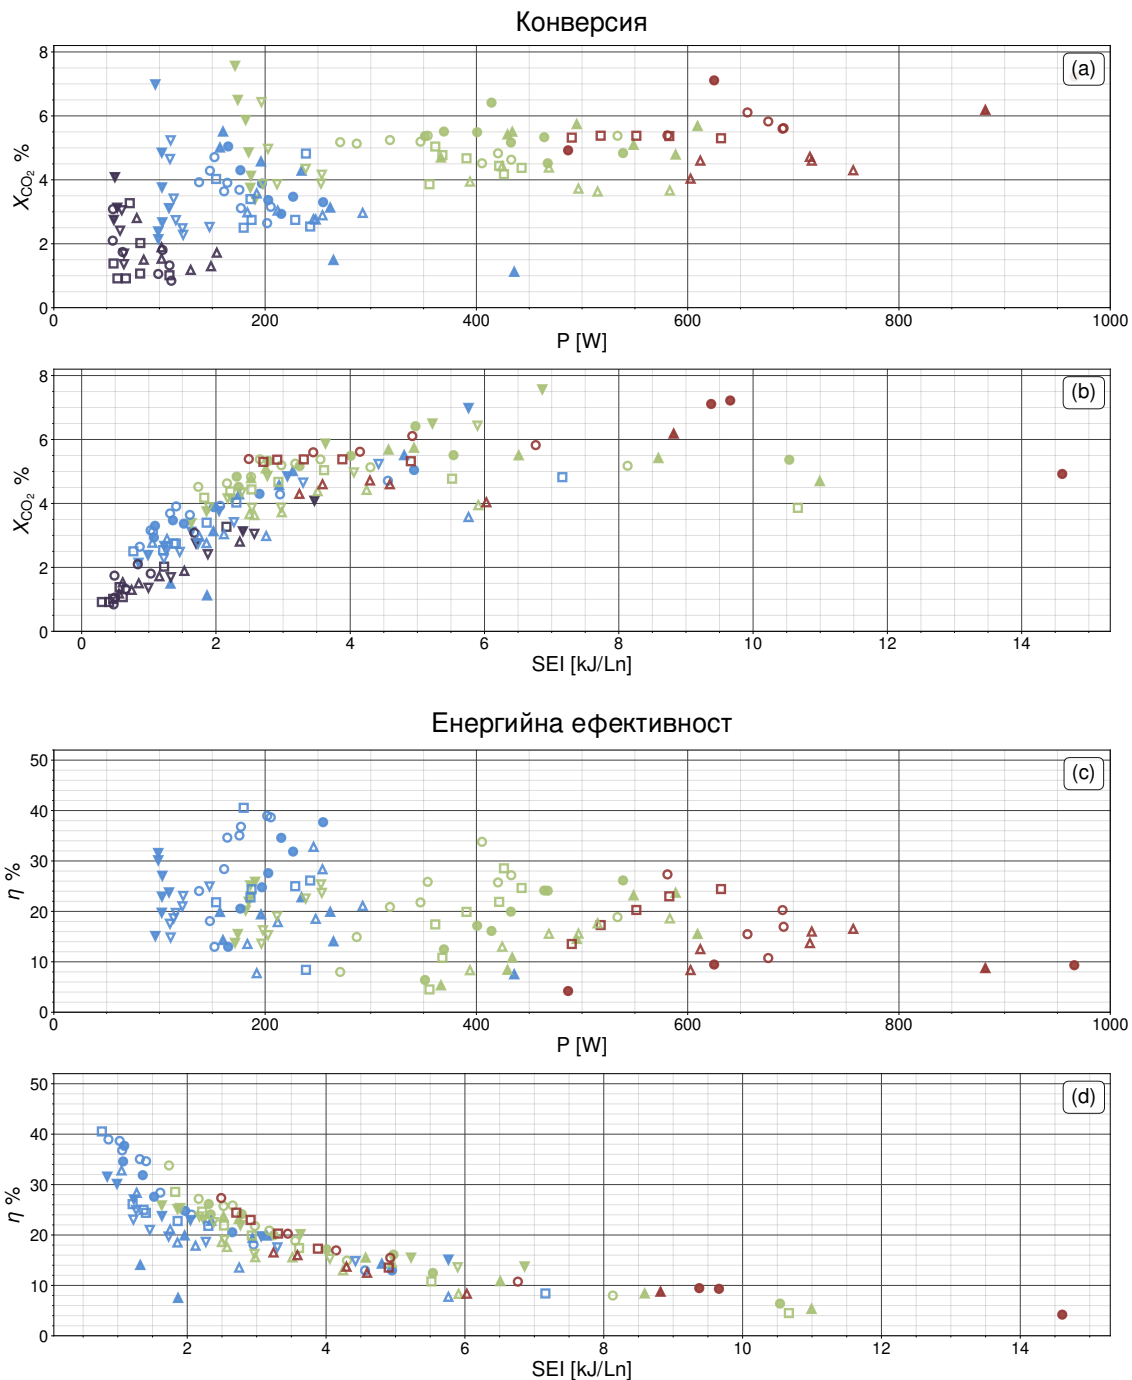 Конверсия
(a)
X_CO₂ %
8
6
4
2
0
0 200 400 600 800 1000
P [W]
(b)
X_CO₂ %
8
6
4
2
0
0 2 4 6 8 10 12 14
SEI [kJ/Ln]
Енергийна ефективност
(c)
η %
50
40
30
20
10
0
0 200 400 600 800 1000
P [W]
(d)
η %
50
40
30
20
10
0
2 4 6 8 10 12 14
SEI [kJ/Ln]